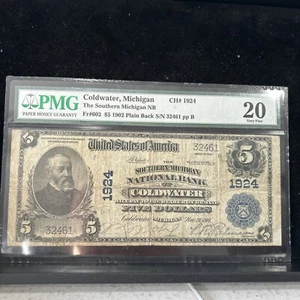 PMG
PAPER MONEY GUARANTY
Coldwater, Michigan CH# 1924
The Southern Michigan NB
Fr#602 $5 1902 Plain Back S/N 32461 pp B
20
Very Fine
United States of America
32461
THE
SOUTHERN MICHIGAN
NATIONAL BANK
OF
COLDWATER
1924
5
1924
32461
FIVE DOLLARS
5